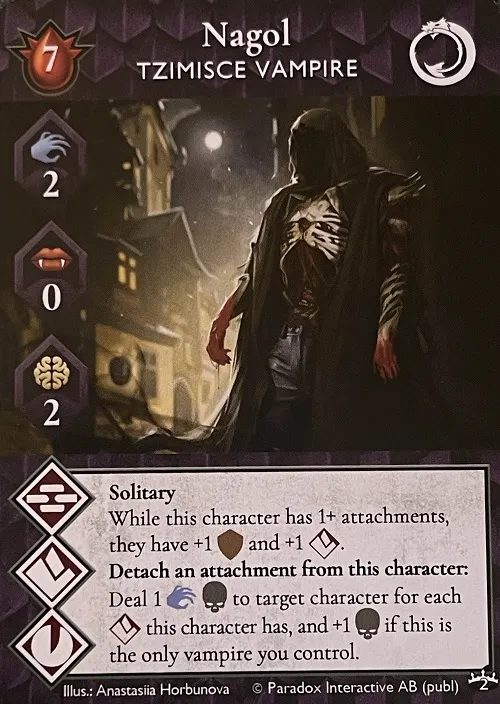 7
Nagol
TZIMISCE VAMPIRE
2
0
2
Solitary
While this character has 1+ attachments,
they have +1 and +1 .
Detach an attachment from this character:
Deal 1 to target character for each
this character has, and +1 if this is
the only vampire you control.
Illus.: Anastasiia Horbunova © Paradox Interactive AB (publ) 2